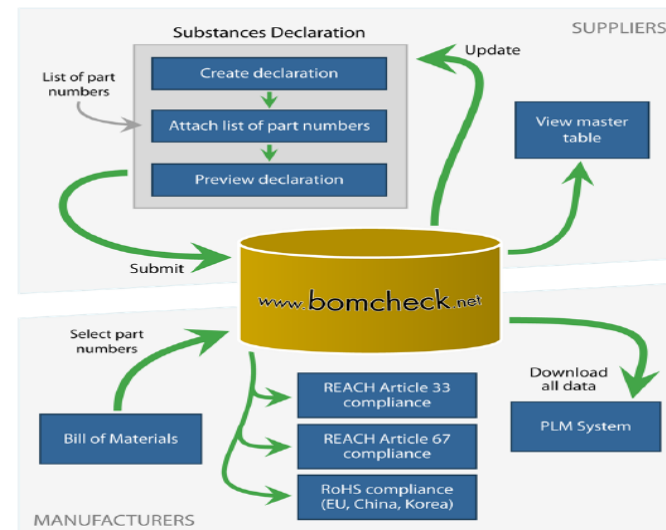 SUPPLIERS
Substances Declaration
Update
List of part
numbers
Create declaration
Attach list of part numbers
Preview declaration
View master
table
Submit
www.bomcheck.net
Select part
numbers
Download
all data
REACH Article 33
compliance
Bill of Materials
REACH Article 67
compliance
PLM System
RoHS compliance
(EU, China, Korea)
MANUFACTURERS